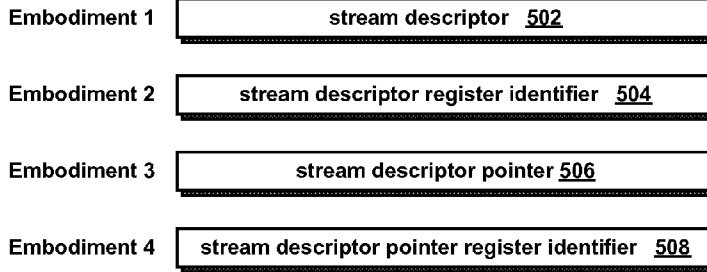 Embodiment 1 stream descriptor 502
Embodiment 2 stream descriptor register identifier 504
Embodiment 3 stream descriptor pointer 506
Embodiment 4 stream descriptor pointer register identifier 508